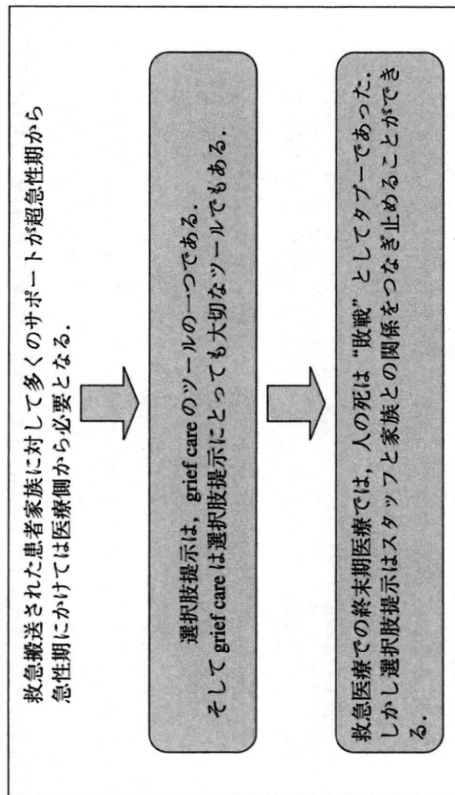 救急搬送された患者家族に対して多くのサポートが超急性期から
急性期にかけては医療側から必要となる.
選択肢提示は, grief care のツールの一つである.
そして grief care は選択肢提示にとっても大切なツールでもある.
救急医療での終末期医療では, 人の死は “敗戦” としてタブーであった.
しかし選択肢提示はスタッフと家族との関係をつなぎ止めることができ
る.